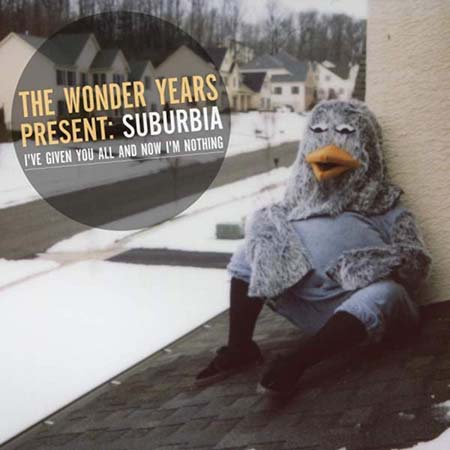 THE WONDER YEARS
PRESENT: SUBURBIA
I'VE GIVEN YOU ALL AND NOW I'M NOTHING